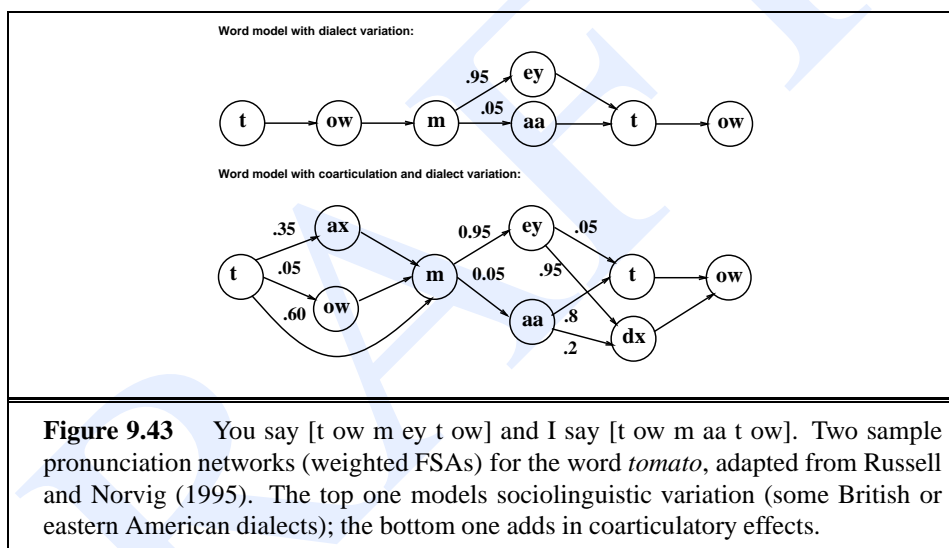 Word model with dialect variation:
ey
.95
.05
t ow m aa t ow
Word model with coarticulation and dialect variation:
ax ey
.35 0.95 .05
t .05 m 0.05 .95 t ow
.60 ow aa .8 dx
.2
Figure 9.43 You say [t ow m ey t ow] and I say [t ow m aa t ow]. Two sample
pronunciation networks (weighted FSAs) for the word tomato, adapted from Russell
and Norvig (1995). The top one models sociolinguistic variation (some British or
eastern American dialects); the bottom one adds in coarticulatory effects.